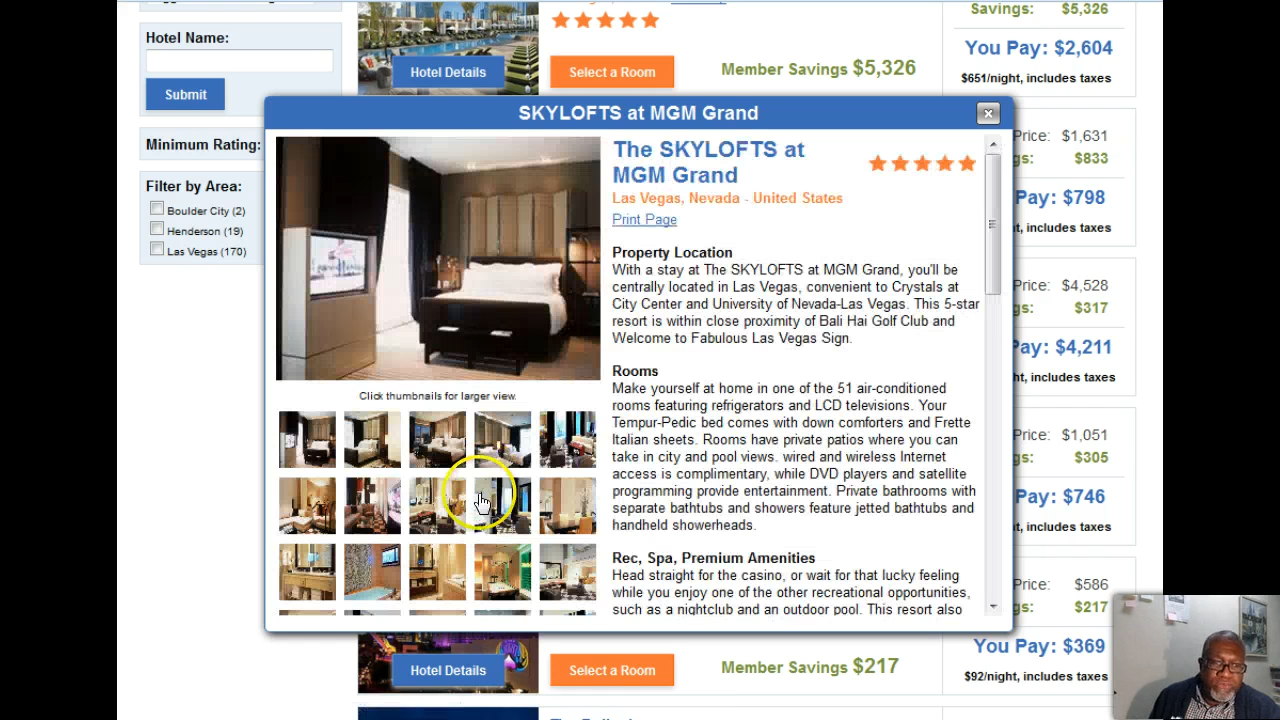 Savings: $5,326
Hotel Name:
You Pay: $2,604
Hotel Details
Select a Room
Member Savings $5,326
$651/night, includes taxes
Submit
SKYLOFTS at MGM Grand
Minimum Rating:
Price: $1,631
$833
Filter by Area:
Boulder City (2)
Henderson (19)
Las Vegas (170)
Pay: $798
includes taxes
The SKYLOFTS at
MGM Grand
Las Vegas, Nevada - United States
Print Page
Property Location
With a stay at The SKYLOFTS at MGM Grand, you'll be
centrally located in Las Vegas, convenient to Crystals at
City Center and University of Nevada-Las Vegas. This 5-star
resort is within close proximity of Bali Hai Golf Club and
Welcome to Fabulous Las Vegas Sign.
Price: $4,528
$317
Pay: $4,211
includes taxes
Rooms
Make yourself at home in one of the 51 air-conditioned
rooms featuring refrigerators and LCD televisions. Your
Tempur-Pedic bed comes with down comforters and Frette
Italian sheets. Rooms have private patios where you can
take in city and pool views. wired and wireless Internet
access is complimentary, while DVD players and satellite
programming provide entertainment. Private bathrooms with
separate bathtubs and showers feature jetted bathtubs and
handheld showerheads.
Click thumbnails for larger view.
Price: $1,051
$305
Pay: $746
includes taxes
Rec, Spa, Premium Amenities
Head straight for the casino, or wait for that lucky feeling
while you enjoy one of the other recreational opportunities,
such as a nightclub and an outdoor pool. This resort also
Price: $586
$217
You Pay: $369
$92/night, includes taxes
Hotel Details
Select a Room
Member Savings $217